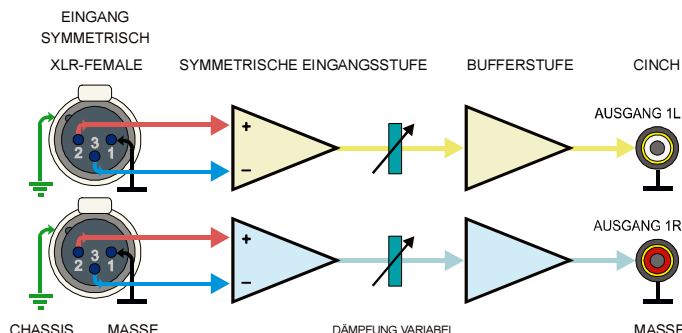 EINGANG
SYMMETRISCH
XLR-FEMALE SYMMETRISCHE EINGANGSSTUFE BUFFERSTUFE CINCH
AUSGANG 1L
+
3
2 1
−
AUSGANG 1R
+
3
2 1
−
CHASSIS MASSE DÄMPFUNG VARIABEL MASSE